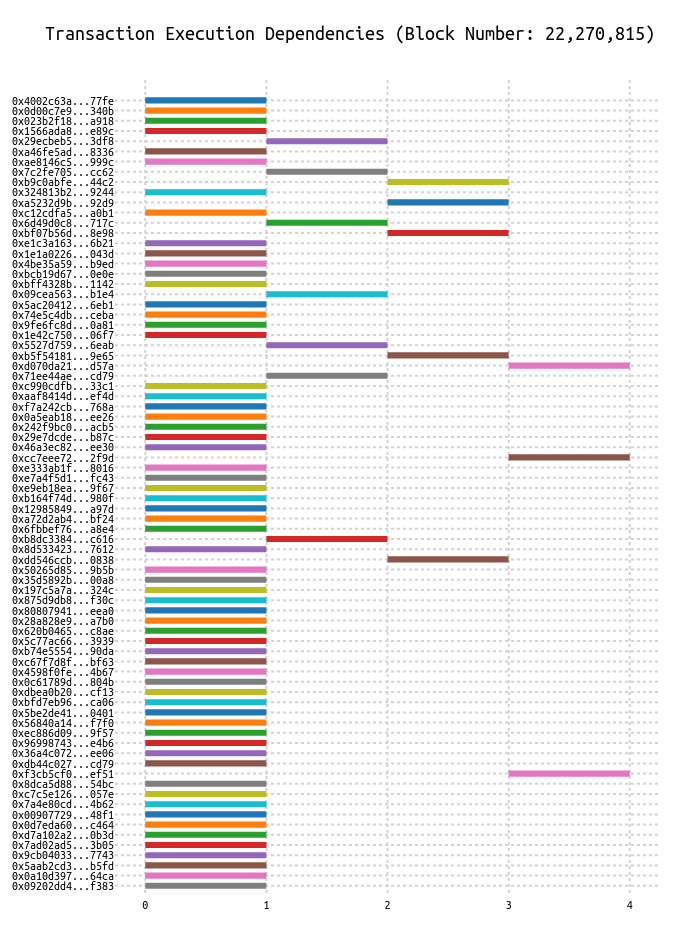 Transaction Execution Dependencies (Block Number: 22,270,815)
0x4002c63a...77fe
0x0d00c7e9...340b
0x023b2f18...a918
0x1566ada8...e89c
0x29ecbeb5...3df8
0xa46fe5ad...8336
0xae8146c5...999c
0x7c2fe705...cc62
0xb9c0abfe...44c2
0x324813b2...9244
0xa5232d9b...92d9
0xc12cdfa5...a0b1
0x6d49d0c8...717c
0xbf07b56d...8e98
0xe1c3a163...6b21
0x1e1a0226...043d
0x4be35a59...b9ed
0xbcb19d67...0e0e
0xbff4328b...1142
0x09cea563...b1e4
0x5ac20412...6eb1
0x74e5c4db...ceba
0x9fe6fc8d...0a81
0x1e42c750...06f7
0x5527d759...6eab
0xb5f54181...9e65
0xd070da21...d57a
0x71ee44ae...cd79
0xc990cdfb...33c1
0xaaf8414d...ef4d
0xf7a242cb...768a
0x0a5eab18...ee26
0x242f9bc0...acb5
0x29e7dcde...b87c
0x46a3ec82...ee30
0xcc7eee72...2f9d
0xe333ab1f...8016
0xe7a4f5d1...fc43
0xe9eb18ea...9f67
0xb164f74d...980f
0x12985849...a97d
0xa72d2ab4...bf24
0x6fbbef76...a8e4
0xb8dc3384...c616
0x8d533423...7612
0xdd546ccb...0838
0x50265d85...9b5b
0x35d5892b...00a8
0x197c5a7a...324c
0x875d9db8...f30c
0x80807941...eea0
0x28a828e9...a7b0
0x620b0465...c8ae
0x5c77ac66...3939
0xb74e5554...90da
0xc67f7d8f...bf63
0x4598f0fe...4b67
0x0c61789d...804b
0xdbea0b20...cf13
0xbfd7eb96...ca06
0x5be2de41...0401
0x56840a14...f7f0
0xec886d09...9f57
0x96998743...e4b6
0x36a4c072...ee06
0xdb44c027...cd79
0xf3cb5cf0...ef51
0x8dca5d88...54bc
0xc7c5e126...057e
0x7a4e80cd...4b62
0x00907729...48f1
0x0d7eda60...c464
0xd7a102a2...0b3d
0x7ad02ad5...3b05
0x9cb04033...7743
0x5aab2cd3...b5fd
0x0a10d397...64ca
0x09202dd4...f383
0 1 2 3 4